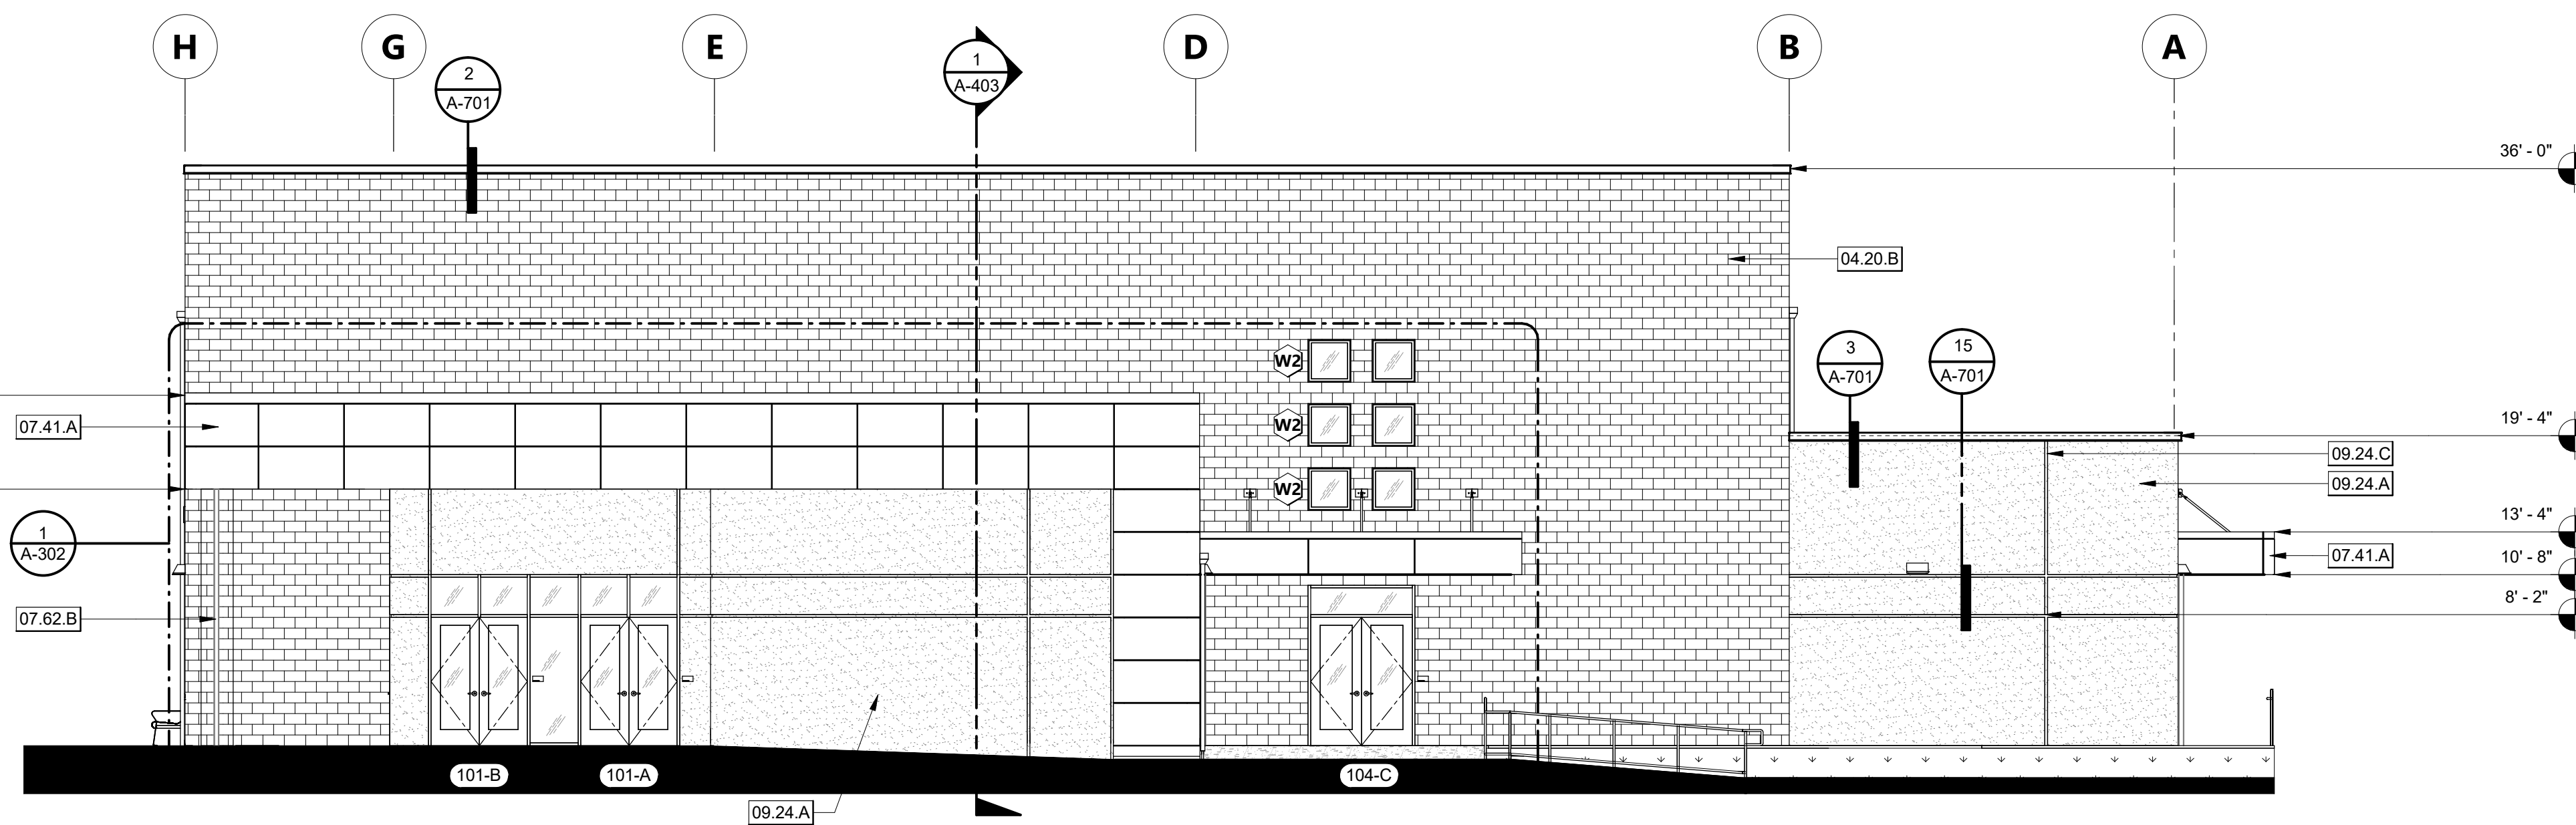 H
G
E
D
B
A
2
A-701
1
A-403
36' - 0"
04.20.B
W2
3
A-701
15
A-701
07.41.A
W2
19' - 4"
09.24.C
09.24.A
W2
13' - 4"
1
A-302
07.41.A
10' - 8"
8' - 2"
07.62.B
101-B
101-A
104-C
09.24.A